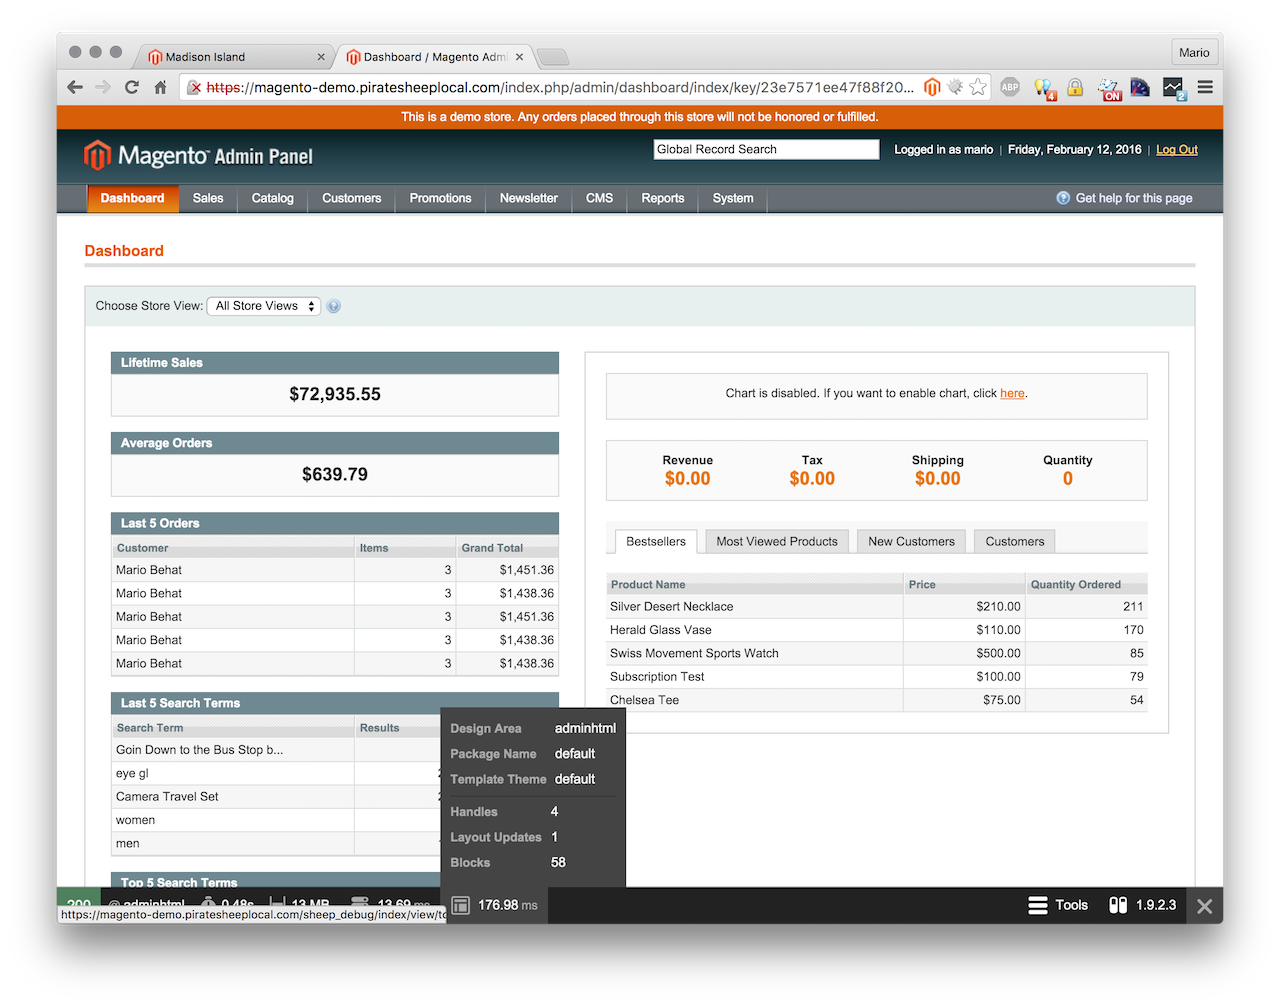 Madison Island
Dashboard / Magento Adm
Mario
https://magento-demo.piratesheeplocal.com/index.php/admin/dashboard/index/key/23e7571ee47f88f20...
ABP
4
ON
2
This is a demo store. Any orders placed through this store will not be honored or fulfilled.
Magento Admin Panel
Global Record Search
Logged in as mario | Friday, February 12, 2016 | Log Out
Dashboard Sales Catalog Customers Promotions Newsletter CMS Reports System
Get help for this page
Dashboard
Choose Store View: All Store Views
Lifetime Sales
$72,935.55
Average Orders
$639.79
Last 5 Orders
Customer Items Grand Total
Mario Behat 3 $1,451.36
Mario Behat 3 $1,438.36
Mario Behat 3 $1,451.36
Mario Behat 3 $1,438.36
Mario Behat 3 $1,438.36
Last 5 Search Terms
Search Term Results
Goin Down to the Bus Stop b...
eye gl
Camera Travel Set
women
men
Top 5 Search Terms
Chart is disabled. If you want to enable chart, click here.
Revenue Tax Shipping Quantity
$0.00 $0.00 $0.00 0
Bestsellers Most Viewed Products New Customers Customers
Product Name Price Quantity Ordered
Silver Desert Necklace $210.00 211
Herald Glass Vase $110.00 170
Swiss Movement Sports Watch $500.00 85
Subscription Test $100.00 79
Chelsea Tee $75.00 54
Design Area adminhtml
Package Name default
Template Theme default
Handles 4
Layout Updates 1
Blocks 58
200 @ adminhtml 0.48s 13 MB 13.69 ms 176.98 ms
Tools 1.9.2.3
https://magento-demo.piratesheeplocal.com/sheep_debug/index/view/to